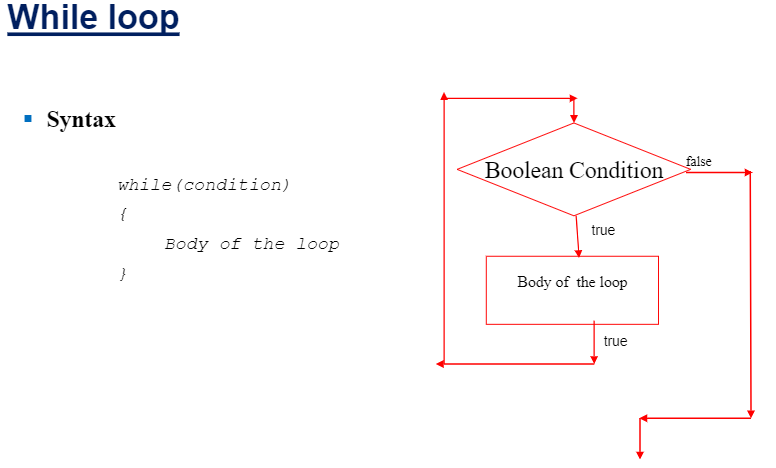 While loop
Syntax
while(condition)
{
Body of the loop
}
Boolean Condition
false
true
Body of the loop
true